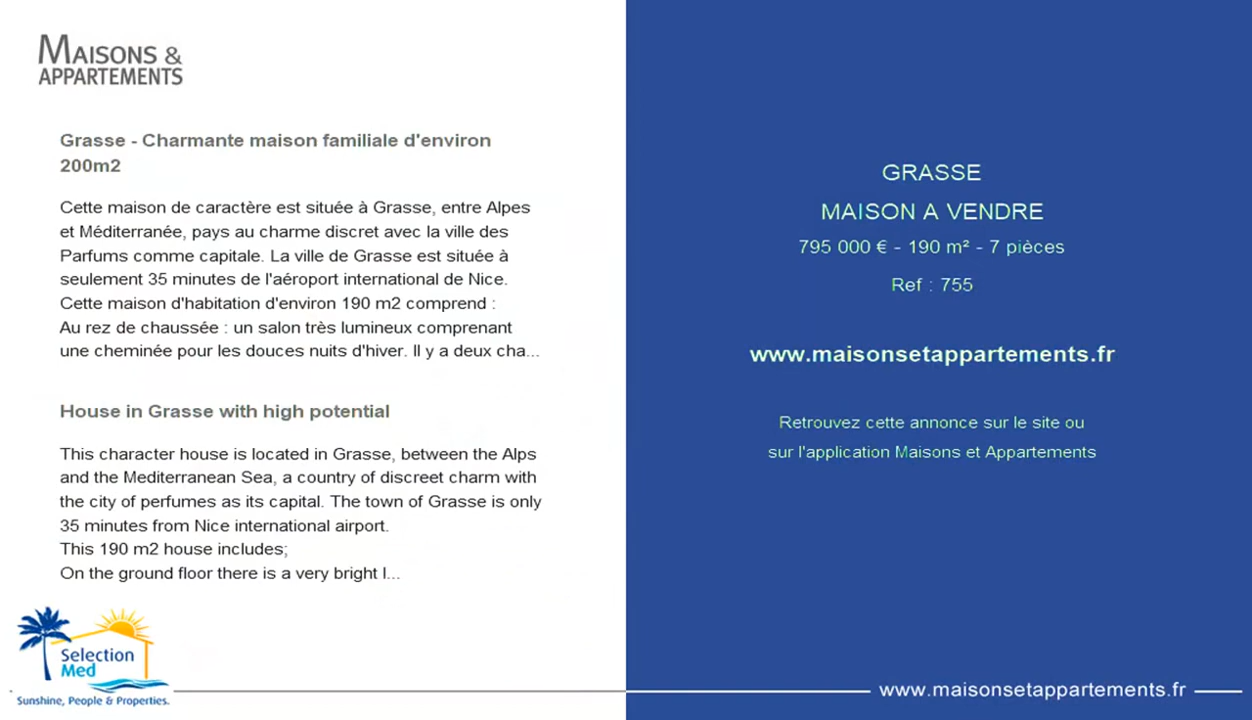 MAISONS &
APPARTEMENTS
Grasse - Charmante maison familiale d'environ
200m2
Cette maison de caractère est située à Grasse, entre Alpes
et Méditerranée, pays au charme discret avec la ville des
Parfums comme capitale. La ville de Grasse est située à
seulement 35 minutes de l'aéroport international de Nice.
Cette maison d'habitation d'environ 190 m2 comprend :
Au rez de chaussée : un salon très lumineux comprenant
une cheminée pour les douces nuits d'hiver. Il y a deux cha...
House in Grasse with high potential
This character house is located in Grasse, between the Alps
and the Mediterranean Sea, a country of discreet charm with
the city of perfumes as its capital. The town of Grasse is only
35 minutes from Nice international airport.
This 190 m2 house includes;
On the ground floor there is a very bright l...
Selection
Med
Sunshine, People & Properties.
GRASSE
MAISON A VENDRE
795 000 € - 190 m² - 7 pièces
Ref : 755
www.maisonsetappartements.fr
Retrouvez cette annonce sur le site ou
sur l'application Maisons et Appartements
www.maisonsetappartements.fr